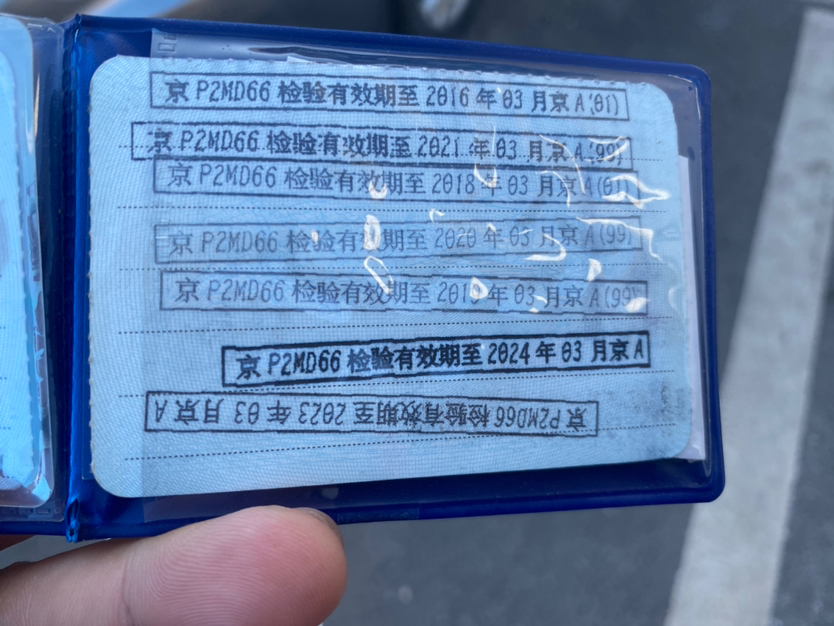 京 P2MD66 检验有效期至 2016 年 03 月京 A(01)
京 P2MD66 检验有效期至 2021 年 03 月京 A(99)
京 P2MD66 检验有效期至 2018 年 03 月京 A(01)
京 P2MD66 检验有效期至 2020 年 03 月京 A(99)
京 P2MD66 检验有效期至 2019 年 03 月京 A(99)
京 P2MD66 检验有效期至 2024 年 03 月京 A
京 P2MD66 检验有效期至 2023 年 03 月京 A